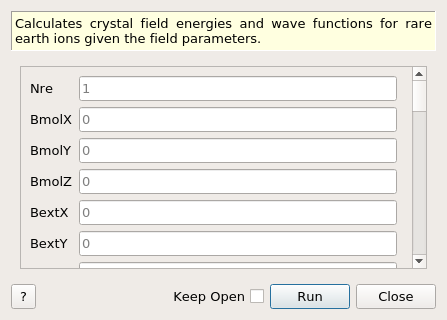 Calculates crystal field energies and wave functions for rare
earth ions given the field parameters.
Nre 1
BmolX 0
BmolY 0
BmolZ 0
BextX 0
BextY 0
? Keep Open Run Close